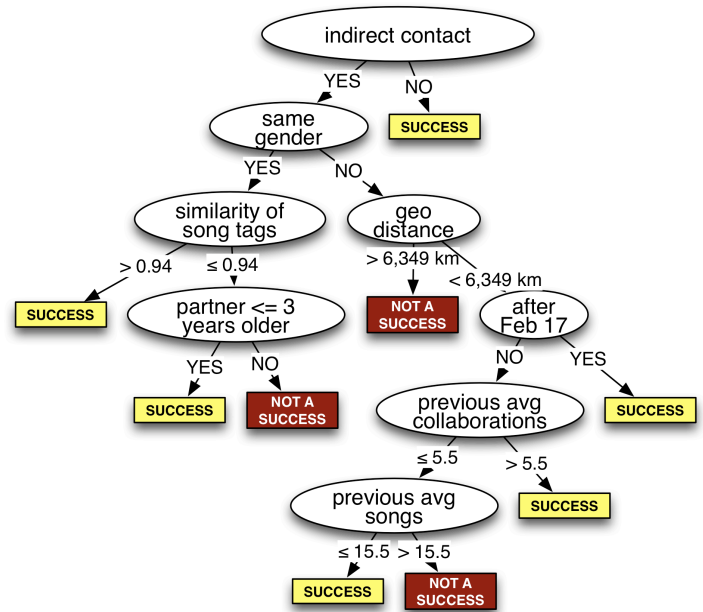 indirect contact
YES
NO
same
gender
SUCCESS
YES
NO
similarity of
song tags
geo
distance
> 0.94
≤ 0.94
> 6,349 km
< 6,349 km
SUCCESS
partner <= 3
years older
NOT A
SUCCESS
after
Feb 17
YES
NO
NO
YES
SUCCESS
NOT A
SUCCESS
previous avg
collaborations
SUCCESS
≤ 5.5
> 5.5
previous avg
songs
SUCCESS
≤ 15.5
> 15.5
SUCCESS
NOT A
SUCCESS